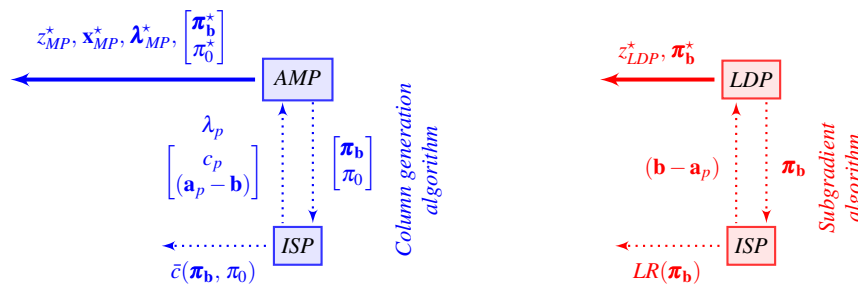 z⋆MP, x⋆MP, λ⋆MP, [π⋆b
π⋆0]
AMP
λp
[cp
(ap − b)]
[πb
π0]
Column generation
algorithm
ISP
c̄(πb, π0)
z⋆LDP, π⋆b
LDP
(b − ap)
πb
Subgradient
algorithm
ISP
LR(πb)